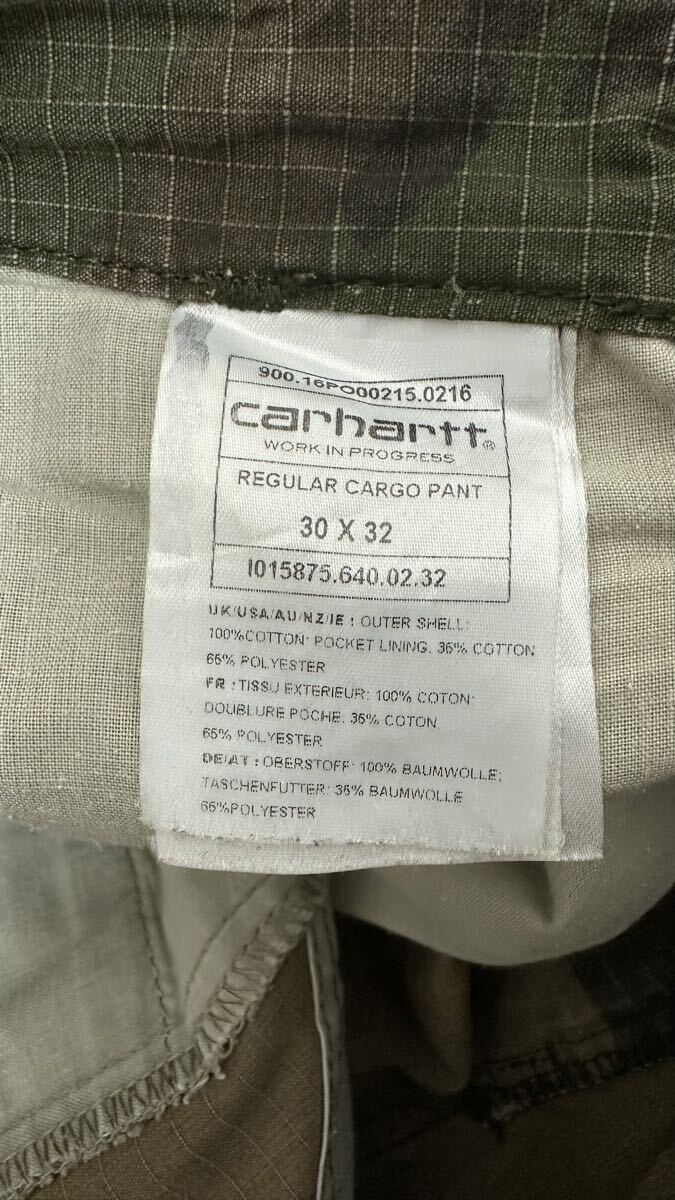 900.16PO00215.0216
carhartt®
WORK IN PROGRESS
REGULAR CARGO PANT
30 X 32
I015875.640.02.32
UK/USA/AU/NZ/IE : OUTER SHELL:
100%COTTON; POCKET LINING: 35% COTTON
65% POLYESTER
FR : TISSU EXTERIEUR: 100% COTON;
DOUBLURE POCHE: 35% COTON,
65% POLYESTER
DE/AT : OBERSTOFF: 100% BAUMWOLLE;
TASCHENFUTTER: 35% BAUMWOLLE
65%POLYESTER